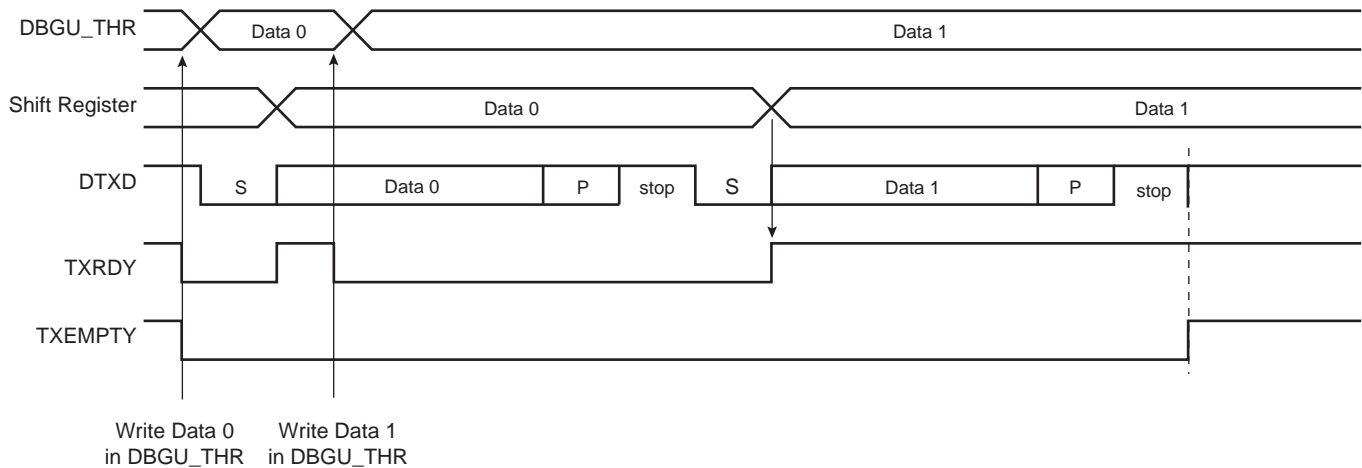 DBGU_THR
Data 0
Data 1
Shift Register
Data 0
Data 1
DTXD
S
Data 0
P
stop
S
Data 1
P
stop
TXRDY
TXEMPTY
Write Data 0
in DBGU_THR
Write Data 1
in DBGU_THR